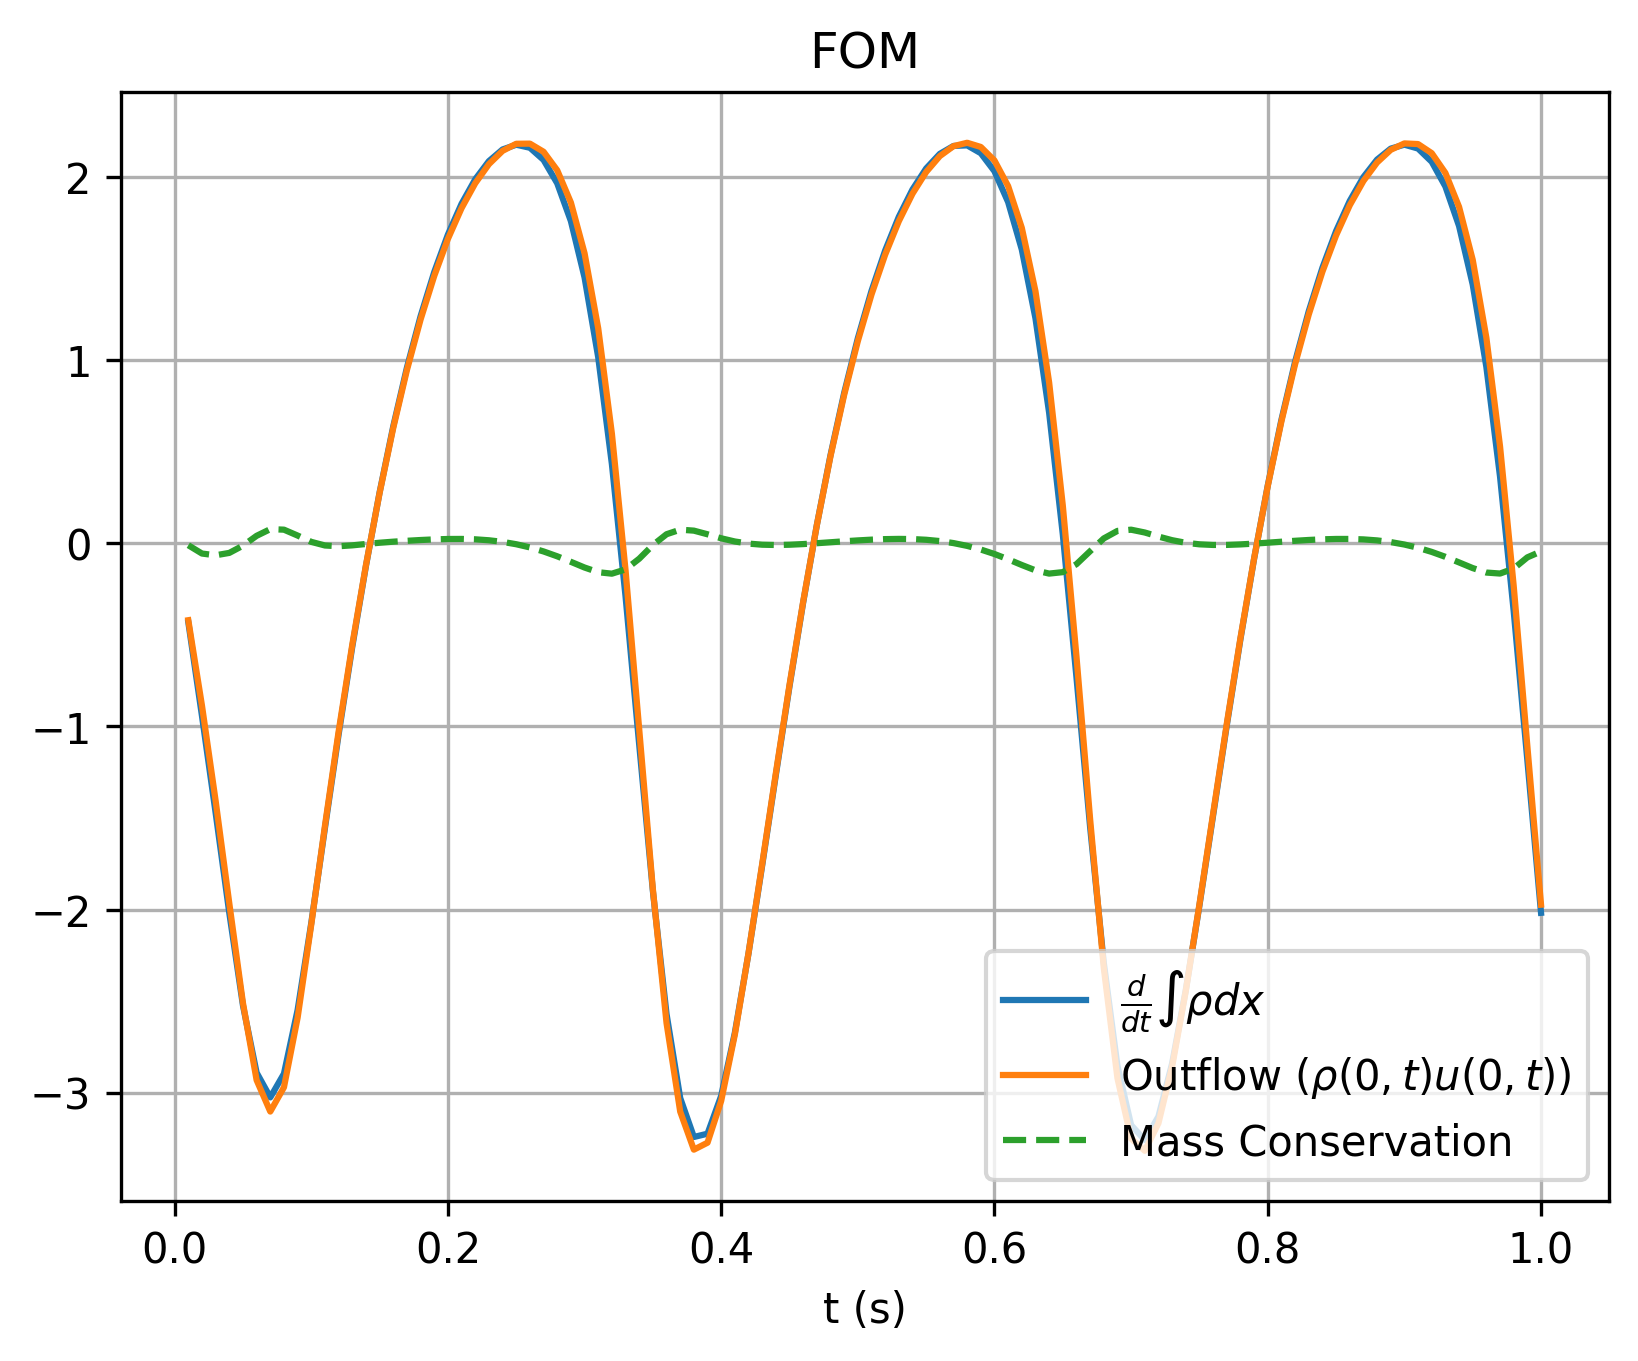 FOM
2
1
0
−1
−2
−3
d/dt ∫ρdx
Outflow (ρ(0, t)u(0, t))
Mass Conservation
0.0 0.2 0.4 0.6 0.8 1.0
t (s)